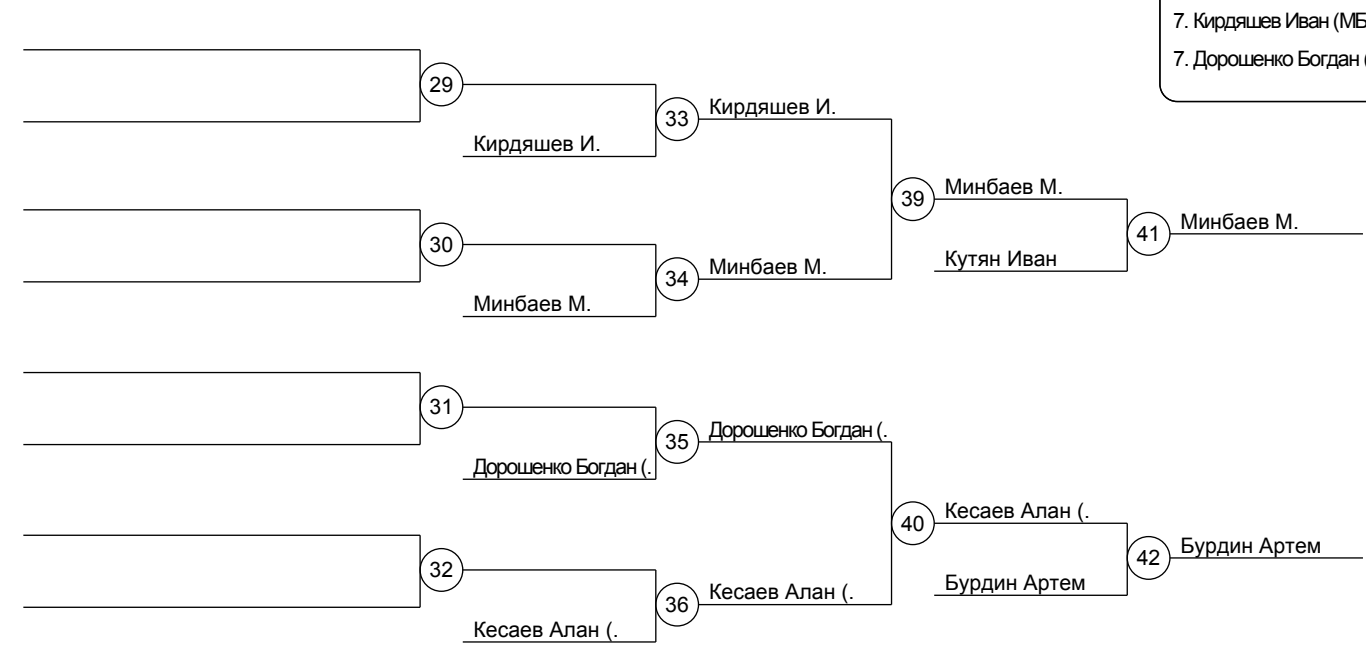 7. Кирдяшев Иван (МБ
7. Дорошенко Богдан (
29
33
Кирдяшев И.
Кирдяшев И.
39
Минбаев М.
30
34
Минбаев М.
Минбаев М.
Кутян Иван
41
Минбаев М.
31
35
Дорошенко Богдан (.
Дорошенко Богдан (.
40
Кесаев Алан (.
32
36
Кесаев Алан (.
Кесаев Алан (.
Бурдин Артем
42
Бурдин Артем